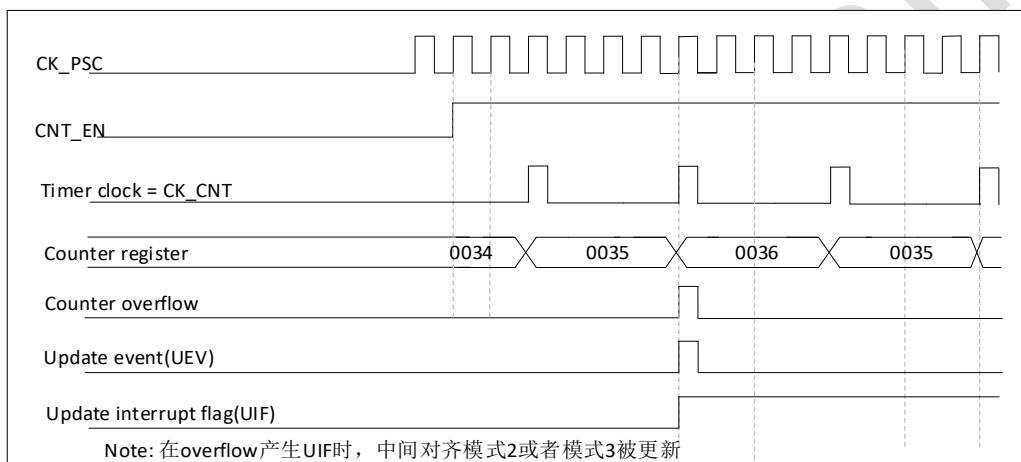 CK_PSC
CNT_EN
Timer clock = CK_CNT
Counter register 0034 0035 0036 0035
Counter overflow
Update event(UEV)
Update interrupt flag(UIF)
Note: 在overflow产生UIF时，中间对齐模式2或者模式3被更新